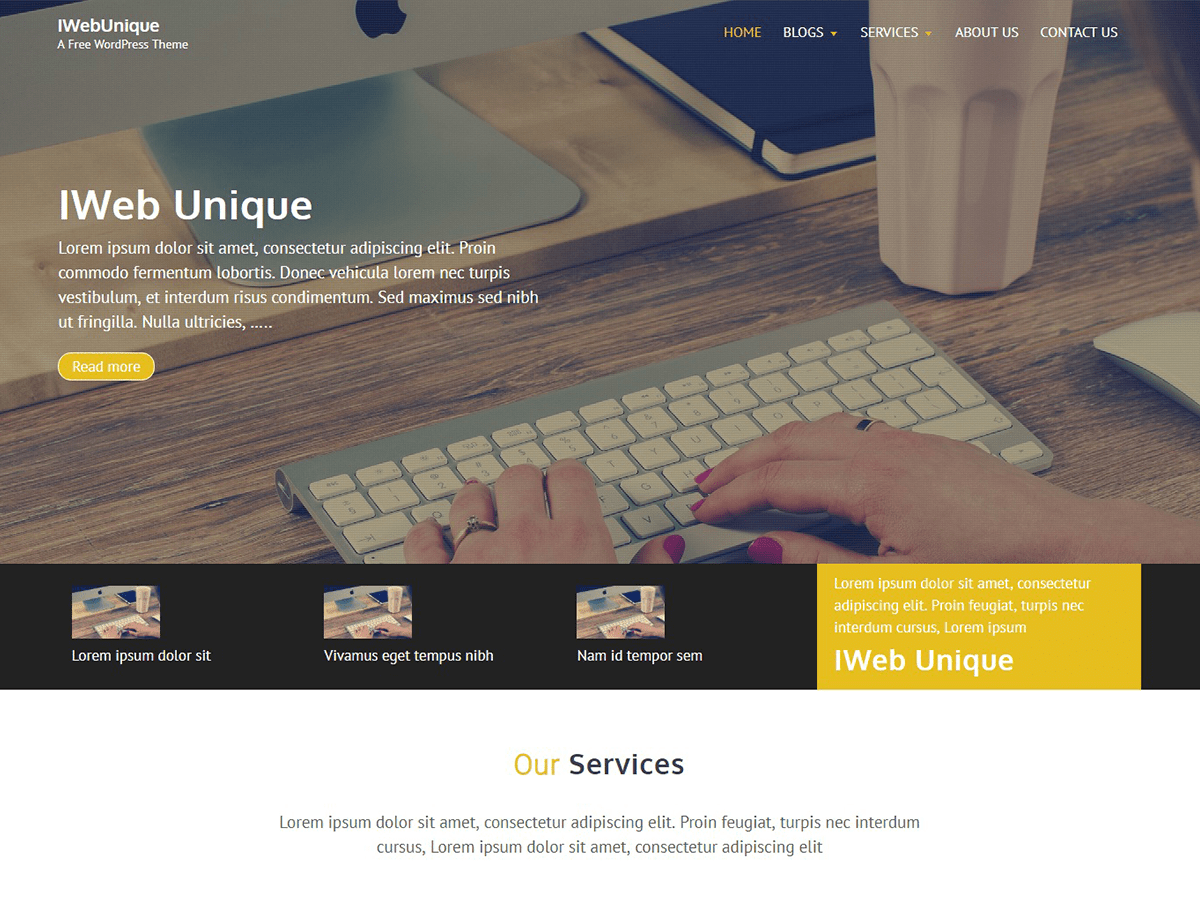 IWebUnique
A Free WordPress Theme
HOME BLOGS SERVICES ABOUT US CONTACT US
IWeb Unique
Lorem ipsum dolor sit amet, consectetur adipiscing elit. Proin
commodo fermentum lobortis. Donec vehicula lorem nec turpis
vestibulum, et interdum risus condimentum. Sed maximus sed nibh
ut fringilla. Nulla ultricies, .....
Read more
Lorem ipsum dolor sit
Vivamus eget tempus nibh
Nam id tempor sem
Lorem ipsum dolor sit amet, consectetur
adipiscing elit. Proin feugiat, turpis nec
interdum cursus, Lorem ipsum
IWeb Unique
Our Services
Lorem ipsum dolor sit amet, consectetur adipiscing elit. Proin feugiat, turpis nec interdum
cursus, Lorem ipsum dolor sit amet, consectetur adipiscing elit